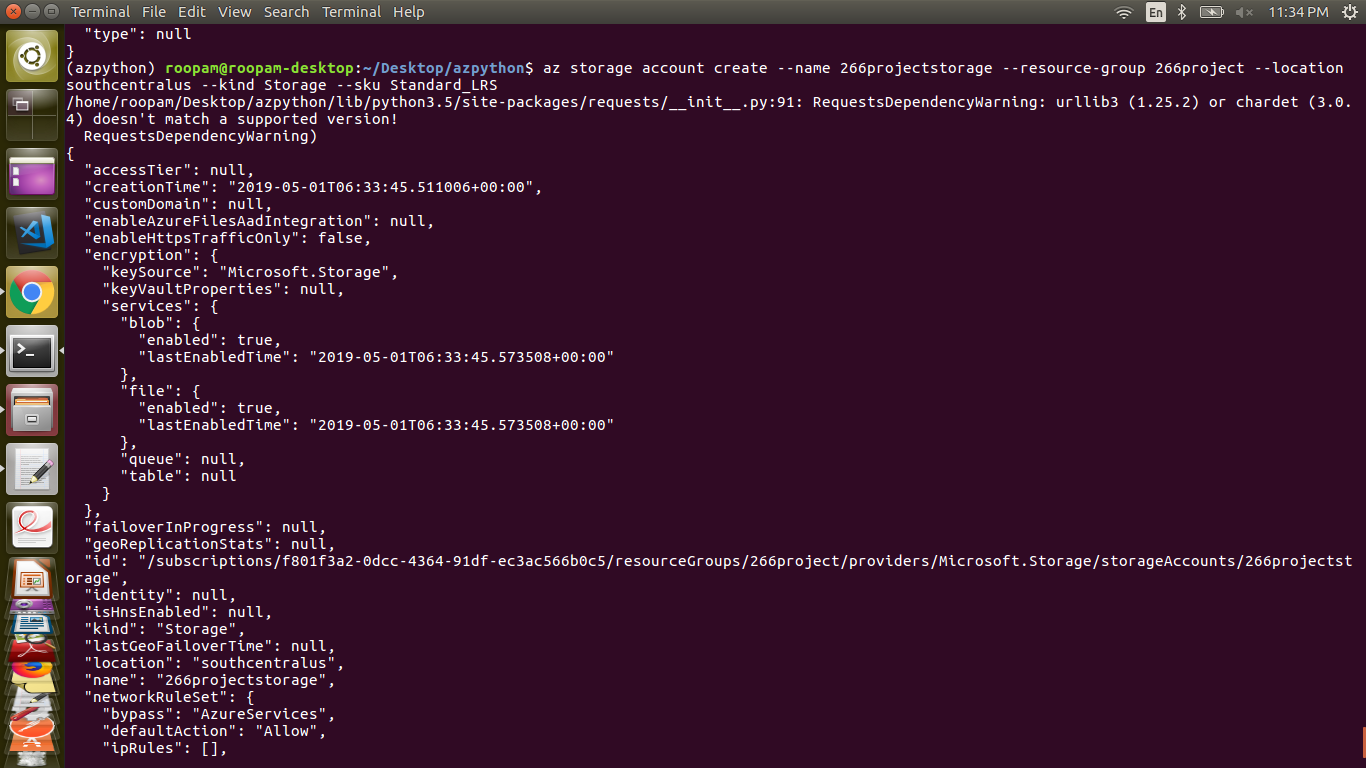 Terminal File Edit View Search Terminal Help En 11:34 PM
"type": null
}
(azpython) roopam@roopam-desktop:~/Desktop/azpython$ az storage account create --name 266projectstorage --resource-group 266project --location
southcentralus --kind Storage --sku Standard_LRS
/home/roopam/Desktop/azpython/lib/python3.5/site-packages/requests/__init__.py:91: RequestsDependencyWarning: urllib3 (1.25.2) or chardet (3.0.
4) doesn't match a supported version!
  RequestsDependencyWarning)
{
  "accessTier": null,
  "creationTime": "2019-05-01T06:33:45.511006+00:00",
  "customDomain": null,
  "enableAzureFilesAadIntegration": null,
  "enableHttpsTrafficOnly": false,
  "encryption": {
    "keySource": "Microsoft.Storage",
    "keyVaultProperties": null,
    "services": {
      "blob": {
        "enabled": true,
        "lastEnabledTime": "2019-05-01T06:33:45.573508+00:00"
      },
      "file": {
        "enabled": true,
        "lastEnabledTime": "2019-05-01T06:33:45.573508+00:00"
      },
      "queue": null,
      "table": null
    }
  },
  "failoverInProgress": null,
  "geoReplicationStats": null,
  "id": "/subscriptions/f801f3a2-0dcc-4364-91df-ec3ac566b0c5/resourceGroups/266project/providers/Microsoft.Storage/storageAccounts/266projectst
orage",
  "identity": null,
  "isHnsEnabled": null,
  "kind": "Storage",
  "lastGeoFailoverTime": null,
  "location": "southcentralus",
  "name": "266projectstorage",
  "networkRuleSet": {
    "bypass": "AzureServices",
    "defaultAction": "Allow",
    "ipRules": [],